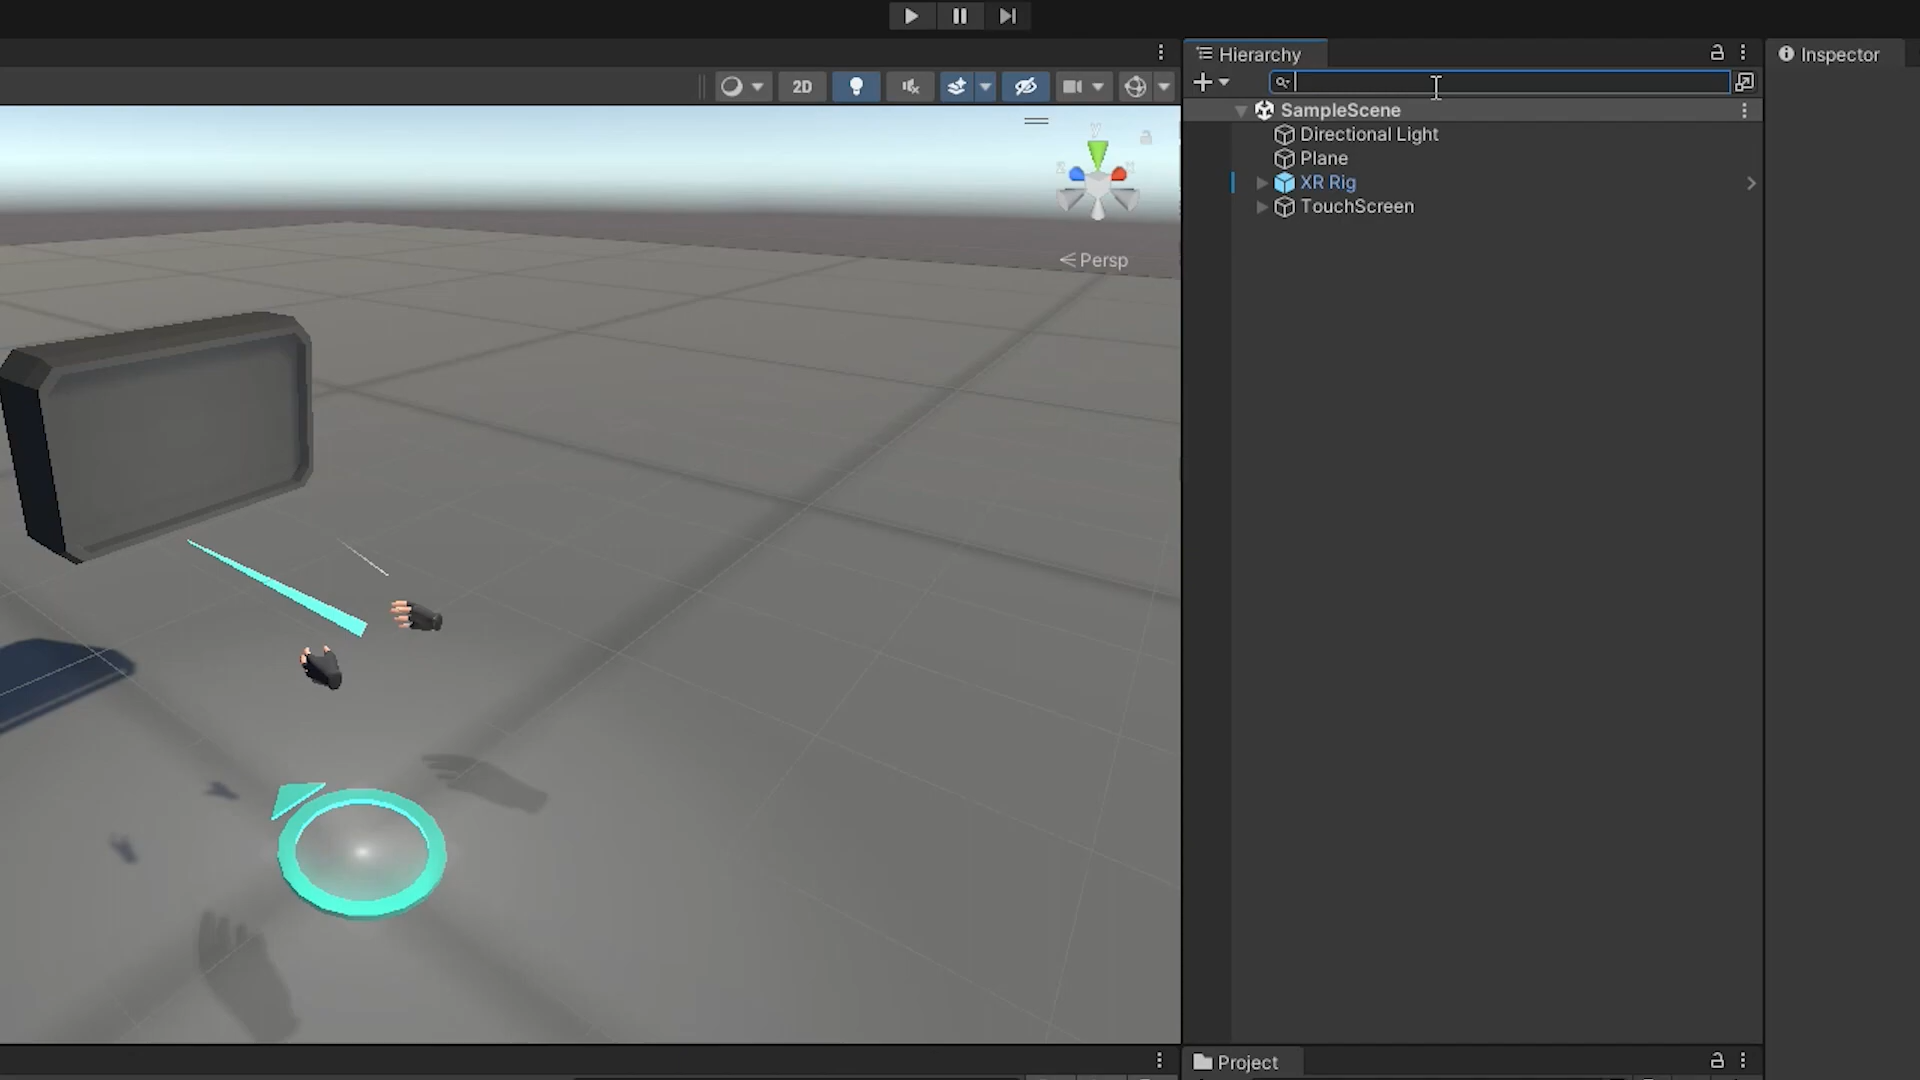 Hierarchy
Inspector
2D
SampleScene
Directional Light
Plane
XR Rig
TouchScreen
y
Persp
Project